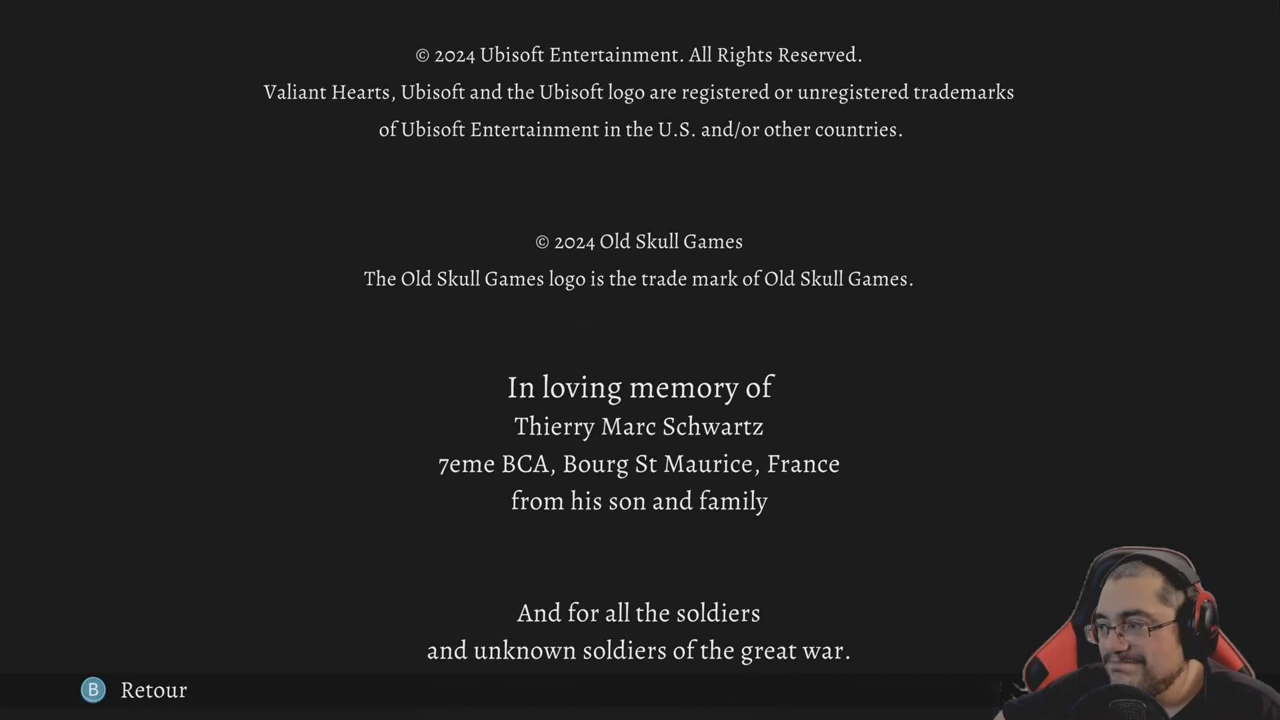 © 2024 Ubisoft Entertainment. All Rights Reserved.
Valiant Hearts, Ubisoft and the Ubisoft logo are registered or unregistered trademarks
of Ubisoft Entertainment in the U.S. and/or other countries.
© 2024 Old Skull Games
The Old Skull Games logo is the trade mark of Old Skull Games.
In loving memory of
Thierry Marc Schwartz
7eme BCA, Bourg St Maurice, France
from his son and family
And for all the soldiers
and unknown soldiers of the great war.
B Retour